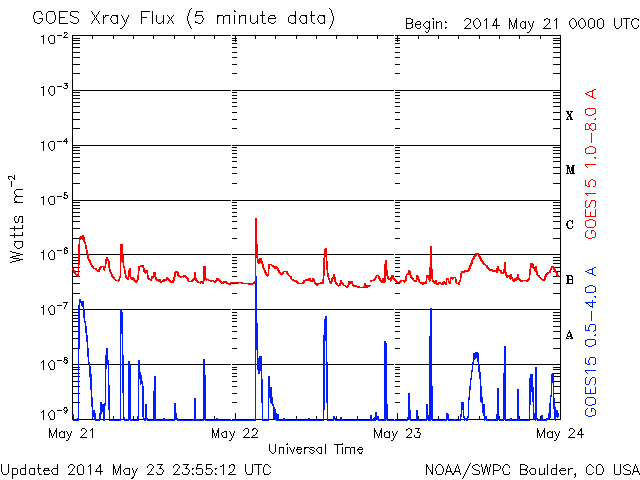 GOES Xray Flux (5 minute data)
Begin: 2014 May 21 0000 UTC
10⁻²
10⁻³
10⁻⁴
10⁻⁵
10⁻⁶
10⁻⁷
10⁻⁸
10⁻⁹
Watts m⁻²
X
M
C
B
A
GOES15 1.0-8.0 A
GOES15 0.5-4.0 A
May 21
May 22
May 23
May 24
Universal Time
Updated 2014 May 23 23:55:12 UTC
NOAA/SWPC Boulder, CO USA